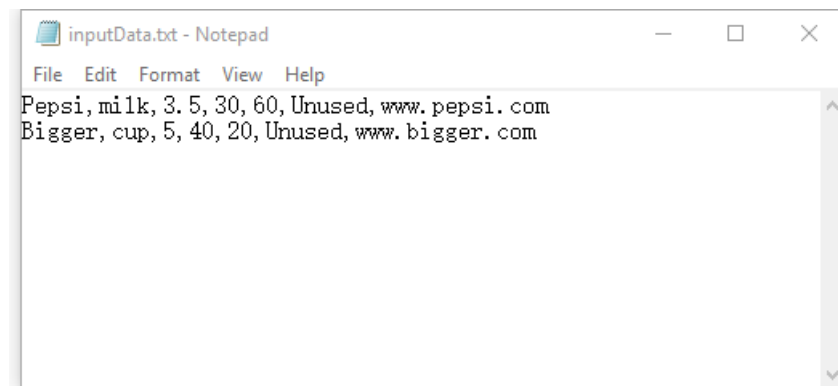 inputData.txt - Notepad
File Edit Format View Help
Pepsi,milk,3.5,30,60,Unused,www.pepsi.com
Bigger,cup,5,40,20,Unused,www.bigger.com